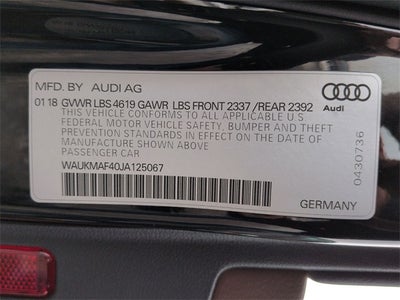 MFD. BY AUDI AG
01 18 GVWR LBS 4619 GAWR LBS FRONT 2337 /REAR 2392
THIS VEHICLE CONFORMS TO ALL APPLICABLE U.S
FEDERAL MOTOR VEHICLE SAFETY, BUMPER AND THEFT
PREVENTION STANDARDS IN EFFECT ON THE DATE OF
MANUFACTURE SHOWN ABOVE
PASSENGER CAR
WAUKMAF40JA125067
Audi
0430736
GERMANY